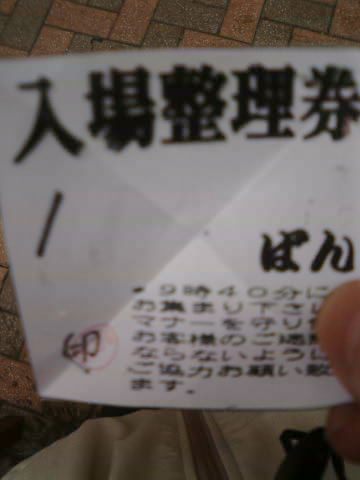 入場整理券
1
ばん
・9時40分に
お集まり下さい
マナーを守り
お客様のご迷
ならないように
ご協力お願い致
ます.
印